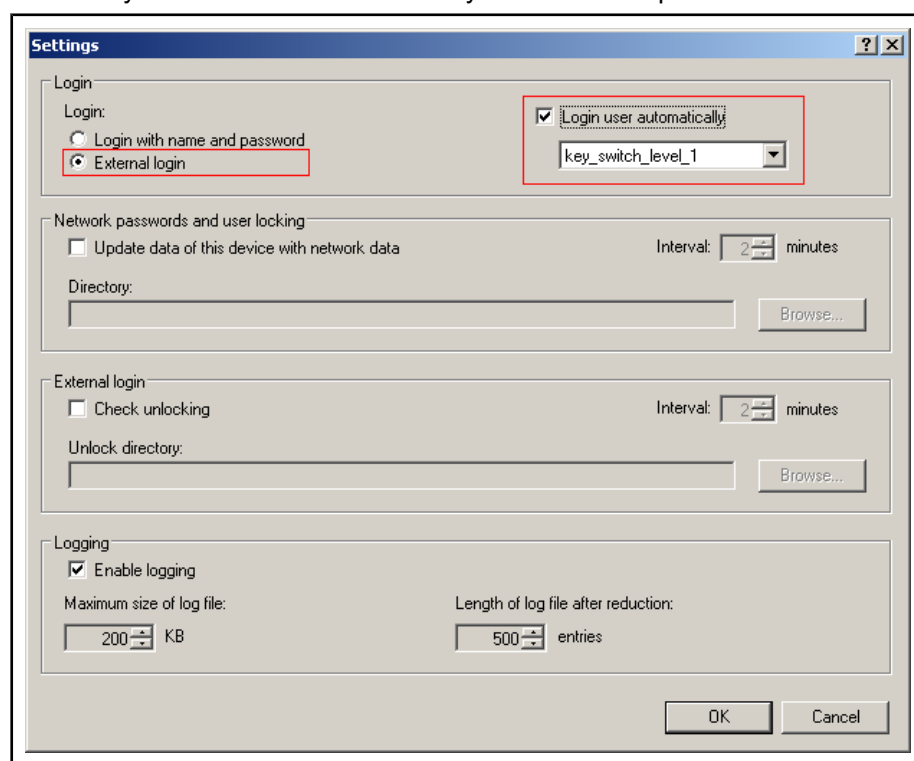 Settings
Login
Login:
Login with name and password
External login
Login user automatically
key_switch_level_1
Network passwords and user locking
Update data of this device with network data
Interval: 2 minutes
Directory:
Browse...
External login
Check unlocking
Interval: 2 minutes
Unlock directory:
Browse...
Logging
Enable logging
Maximum size of log file:
Length of log file after reduction:
200 KB
500 entries
OK Cancel